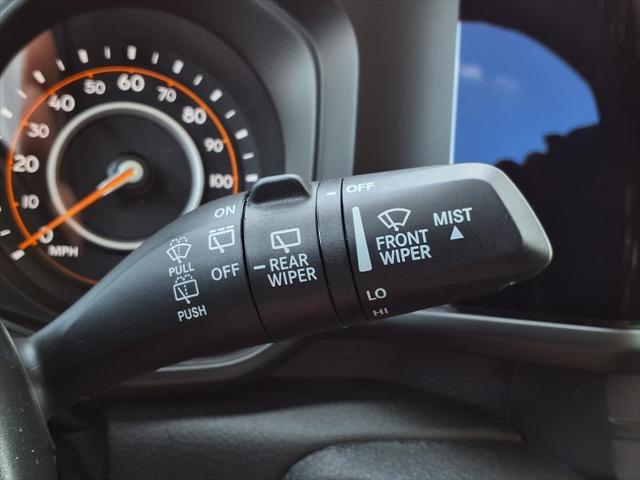 100
50 60 70
40 80
30 90
20 100
10
0
MPH
ON
OFF
PULL
PUSH
REAR
WIPER
OFF
FRONT
WIPER
MIST
LO
HI